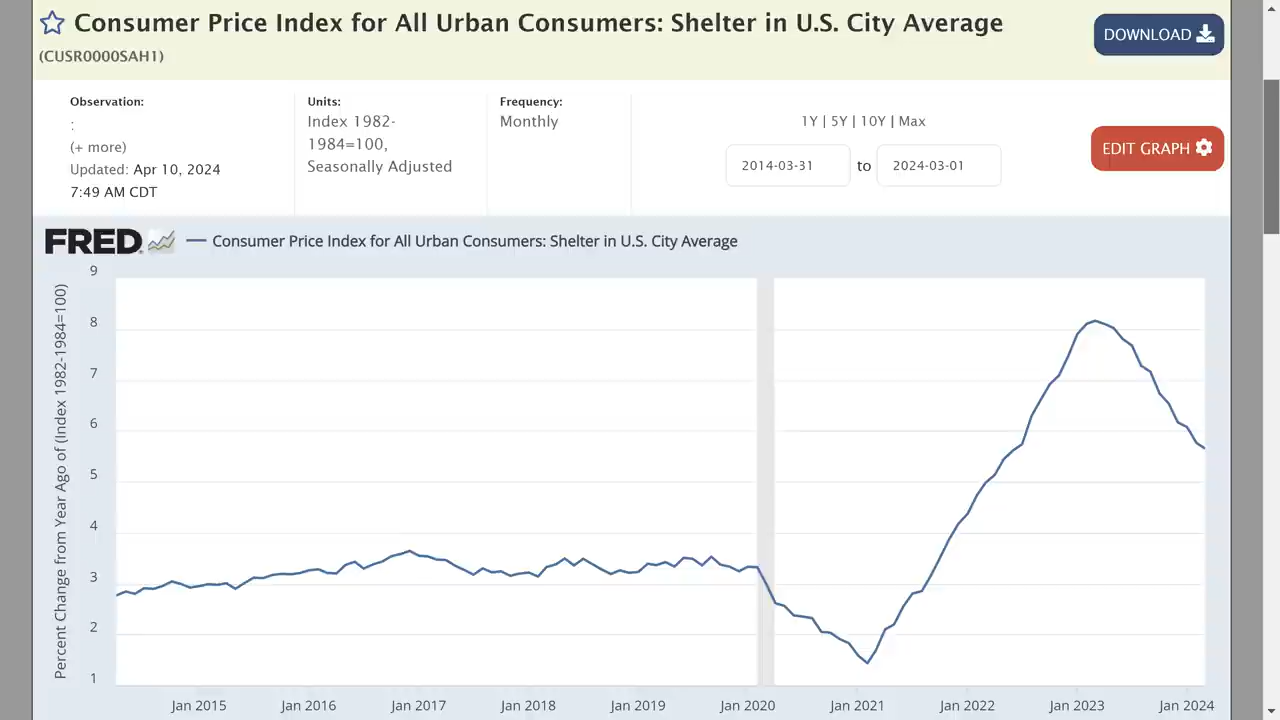 Consumer Price Index for All Urban Consumers: Shelter in U.S. City Average
(CUSR0000SAH1)
DOWNLOAD
Observation:
:
(+ more)
Updated: Apr 10, 2024
7:49 AM CDT
Units:
Index 1982-
1984=100,
Seasonally Adjusted
Frequency:
Monthly
1Y | 5Y | 10Y | Max
2014-03-31 to 2024-03-01
EDIT GRAPH
FRED
Consumer Price Index for All Urban Consumers: Shelter in U.S. City Average
Percent Change from Year Ago of (Index 1982-1984=100)
9
8
7
6
5
4
3
2
1
Jan 2015 Jan 2016 Jan 2017 Jan 2018 Jan 2019 Jan 2020 Jan 2021 Jan 2022 Jan 2023 Jan 2024